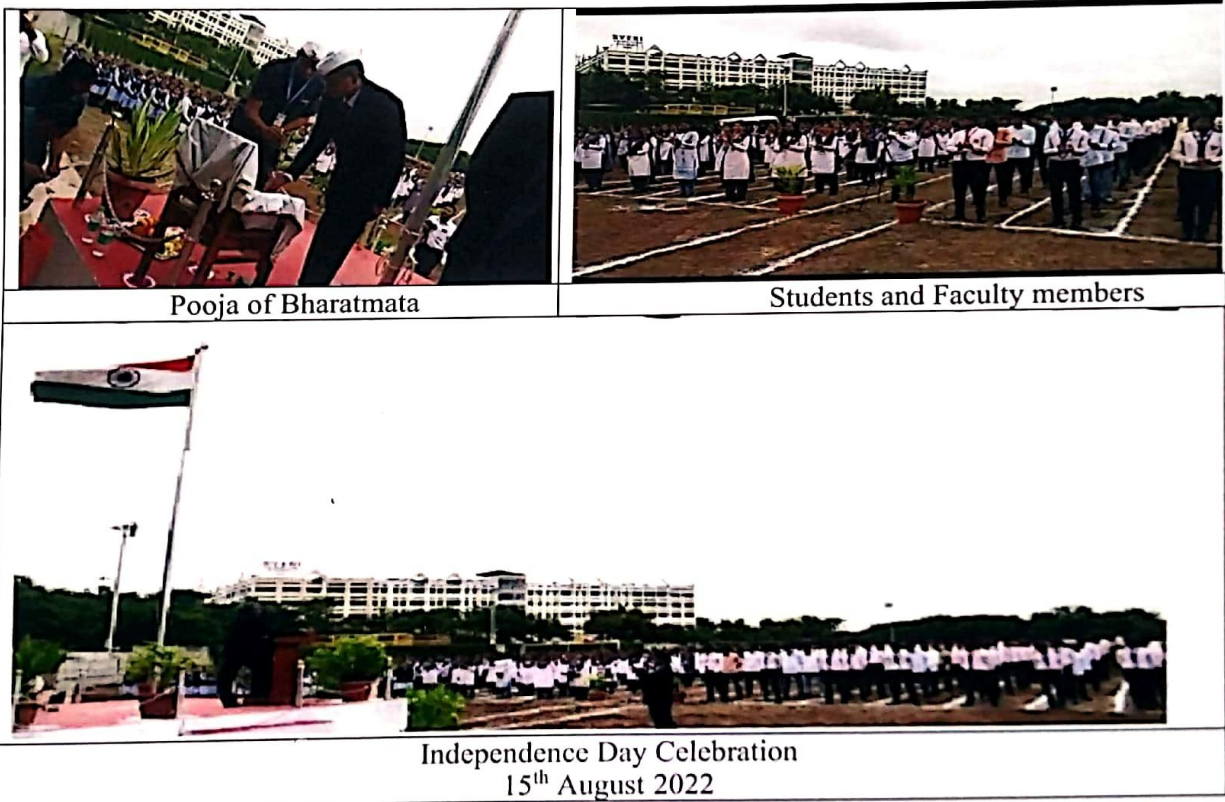 Pooja of Bharatmata
Students and Faculty members
Independence Day Celebration
15th August 2022